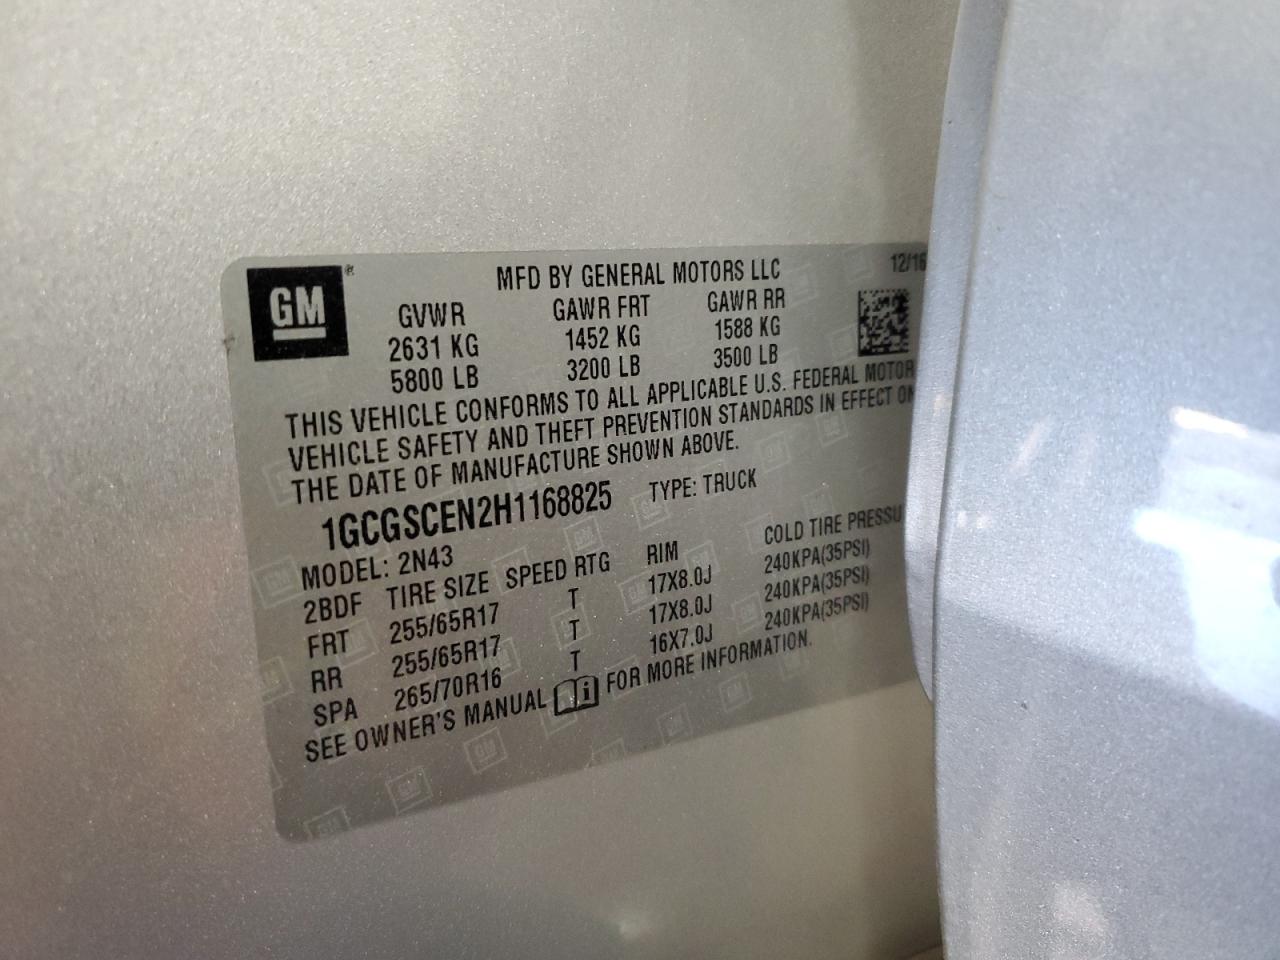 GM®
MFD BY GENERAL MOTORS LLC 12/16
GVWR GAWR FRT GAWR RR
2631 KG 1452 KG 1588 KG
5800 LB 3200 LB 3500 LB
THIS VEHICLE CONFORMS TO ALL APPLICABLE U.S. FEDERAL MOTOR
VEHICLE SAFETY AND THEFT PREVENTION STANDARDS IN EFFECT ON
THE DATE OF MANUFACTURE SHOWN ABOVE.
1GCGSCEN2H1168825 TYPE: TRUCK
MODEL: 2N43
2BDF TIRE SIZE SPEED RTG RIM COLD TIRE PRESSU
FRT 255/65R17 T 17X8.0J 240KPA(35PSI)
RR 255/65R17 T 17X8.0J 240KPA(35PSI)
SPA 265/70R16 T 16X7.0J 240KPA(35PSI)
SEE OWNER'S MANUAL FOR MORE INFORMATION.